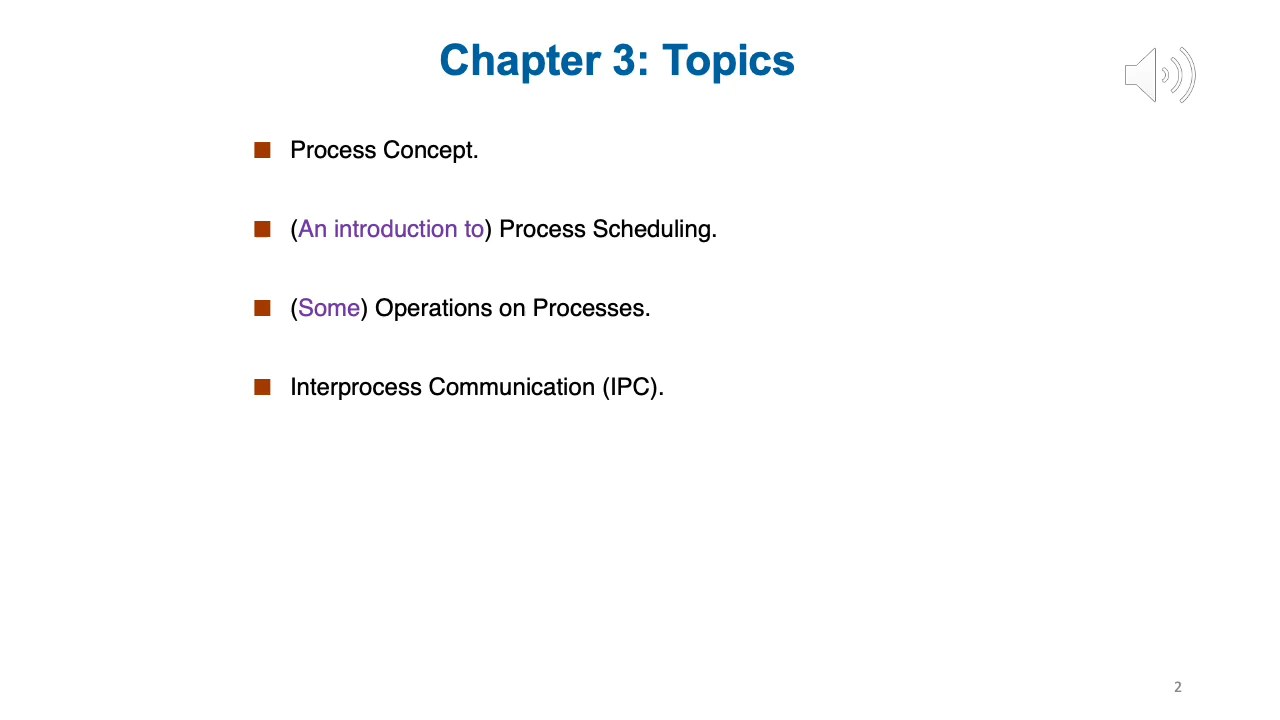 Chapter 3: Topics
Process Concept.
(An introduction to) Process Scheduling.
(Some) Operations on Processes.
Interprocess Communication (IPC).
2